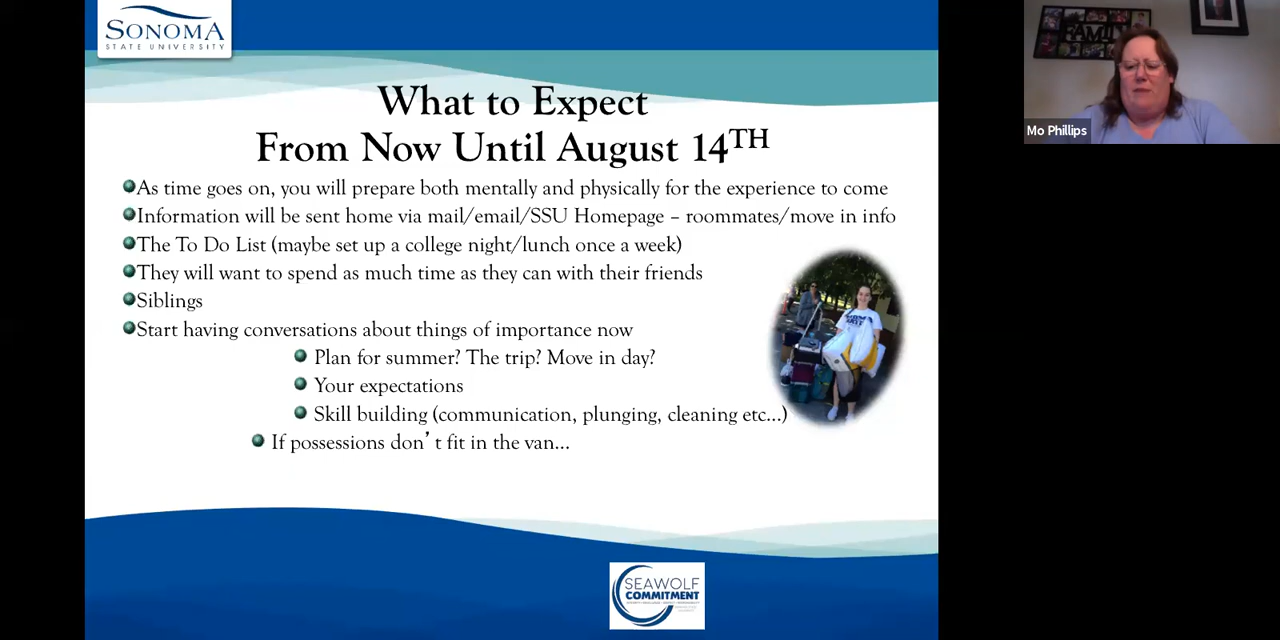 SONOMA
STATE UNIVERSITY
What to Expect
From Now Until August 14TH
As time goes on, you will prepare both mentally and physically for the experience to come
Information will be sent home via mail/email/SSU Homepage – roommates/move in info
The To Do List (maybe set up a college night/lunch once a week)
They will want to spend as much time as they can with their friends
Siblings
Start having conversations about things of importance now
Plan for summer? The trip? Move in day?
Your expectations
Skill building (communication, plunging, cleaning etc...)
If possessions don't fit in the van...
SEAWOLF
COMMITMENT
FAMILY
Mo Phillips